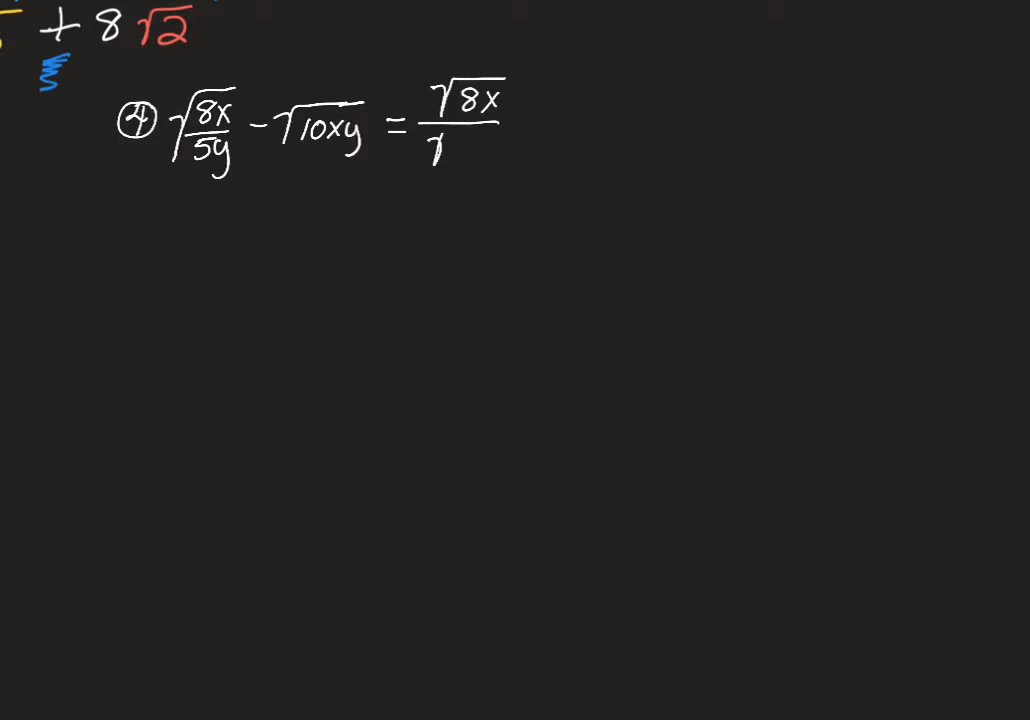 + 8√2
④ √(8x/5y) - √(10xy) = √(8x)/√